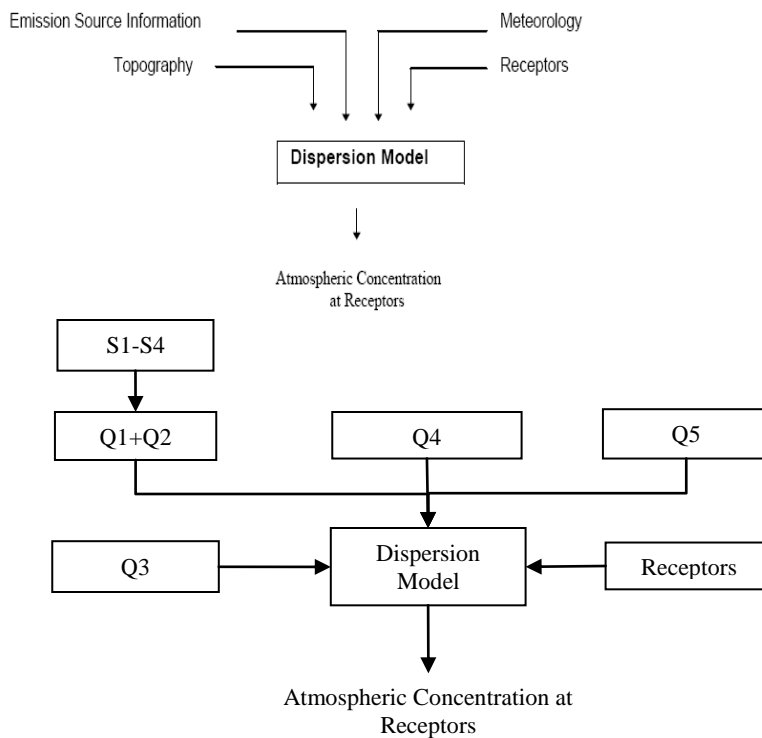 Emission Source Information
Meteorology
Topography
Receptors
Dispersion Model
Atmospheric Concentration
at Receptors
S1-S4
Q1+Q2
Q4
Q5
Q3
Dispersion
Model
Receptors
Atmospheric Concentration at
Receptors